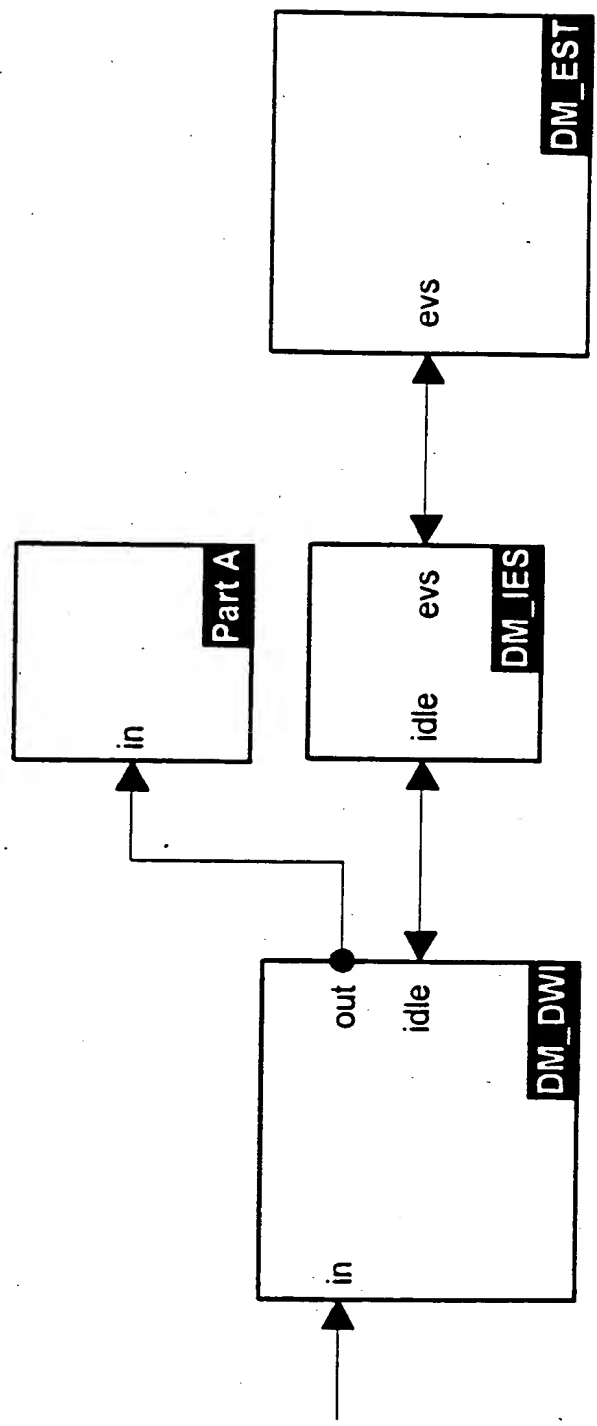 in
out
idle
DM_DWI
in
Part A
idle
evs
DM_IES
evs
DM_EST